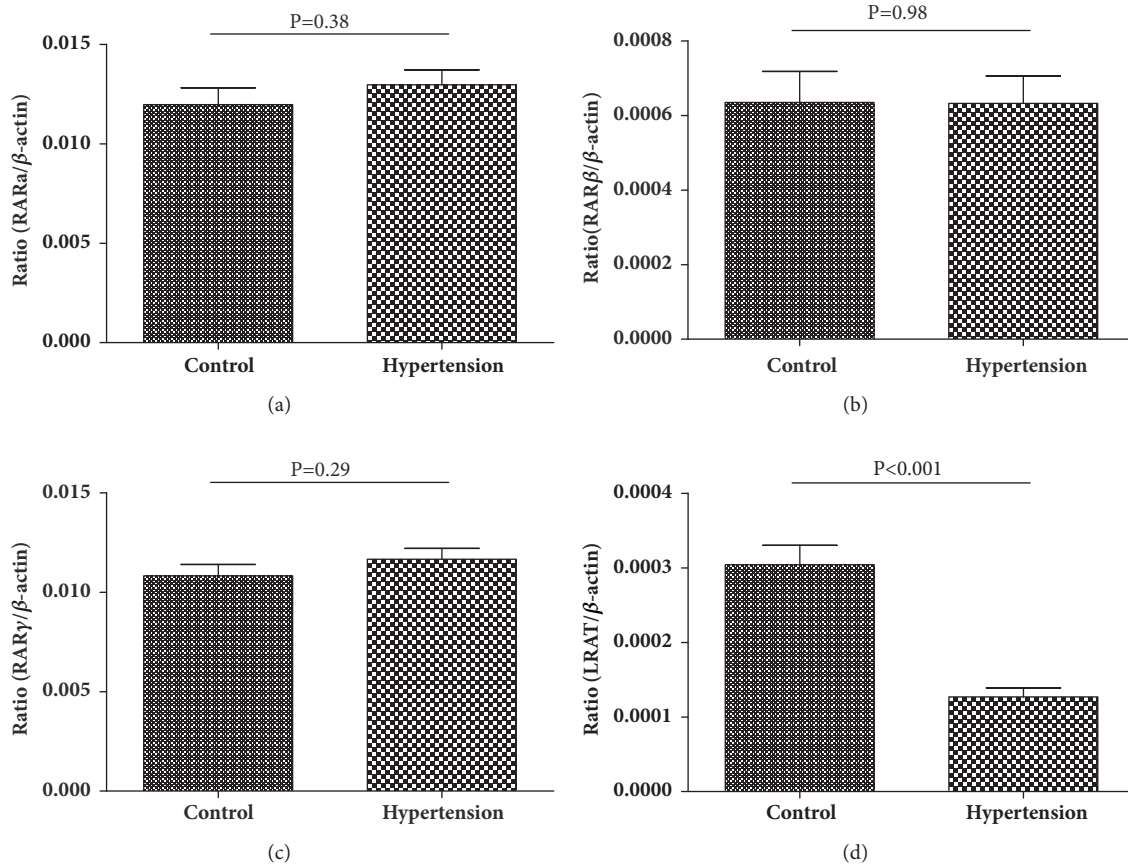 P=0.38
0.015
0.010
0.005
0.000
Ratio (RARa/β-actin)
Control Hypertension
(a)
P=0.98
0.0008
0.0006
0.0004
0.0002
0.0000
Ratio(RARβ/β-actin)
Control Hypertension
(b)
P=0.29
0.015
0.010
0.005
0.000
Ratio (RARγ/β-actin)
Control Hypertension
(c)
P<0.001
0.0004
0.0003
0.0002
0.0001
0.0000
Ratio (LRAT/β-actin)
Control Hypertension
(d)